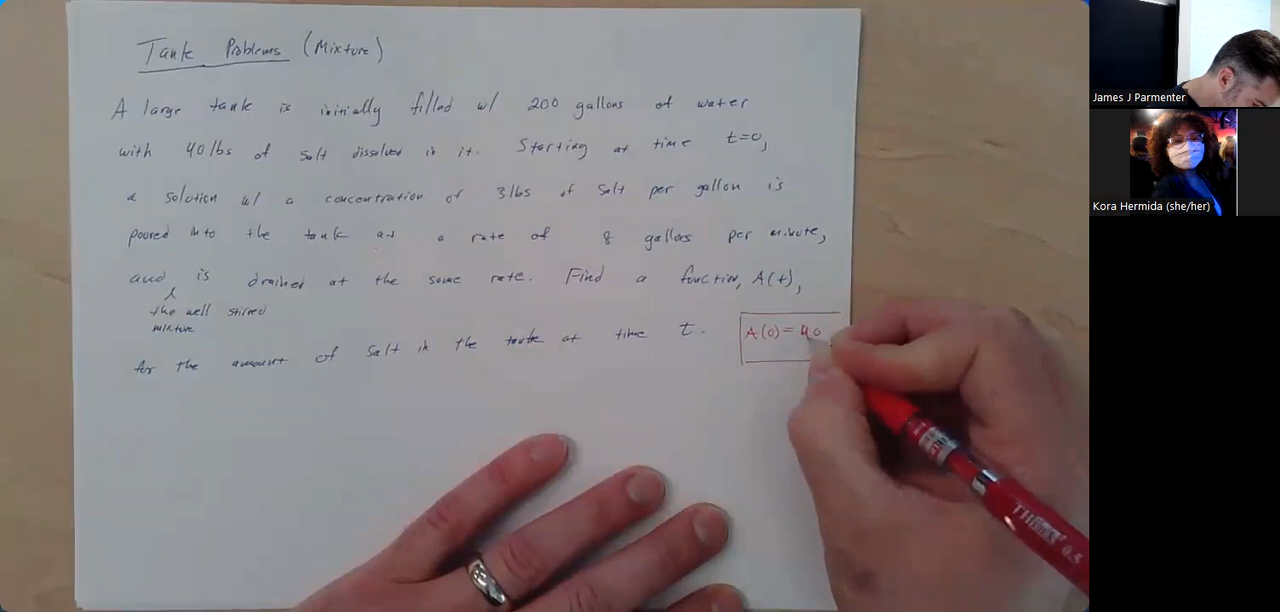 Tank Problems (Mixture)
A large tank is initially filled w/ 200 gallons of water
with 40 lbs of salt dissolved in it. Starting at time t=0,
a solution w/ a concentration of 3 lbs of salt per gallon is
poored into the tank at a rate of 8 gallons per minute,
and is drained at the same rate. Find a function, A(t),
the well stirred
mixture
for the amount of salt in the tank at time t.
A(0)=40
James J Parmenter
Kora Hermida (she/her)